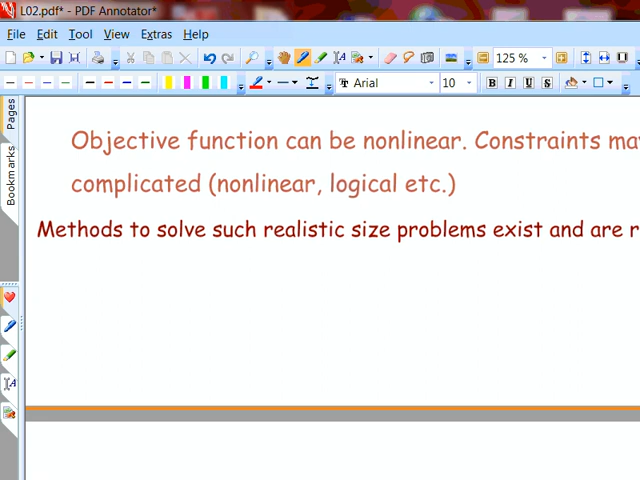 L02.pdf* - PDF Annotator*
File Edit Tool View Extras Help
125 %
Arial 10 B I U S
Pages
Bookmarks
Objective function can be nonlinear. Constraints may
complicated (nonlinear, logical etc.)
Methods to solve such realistic size problems exist and are